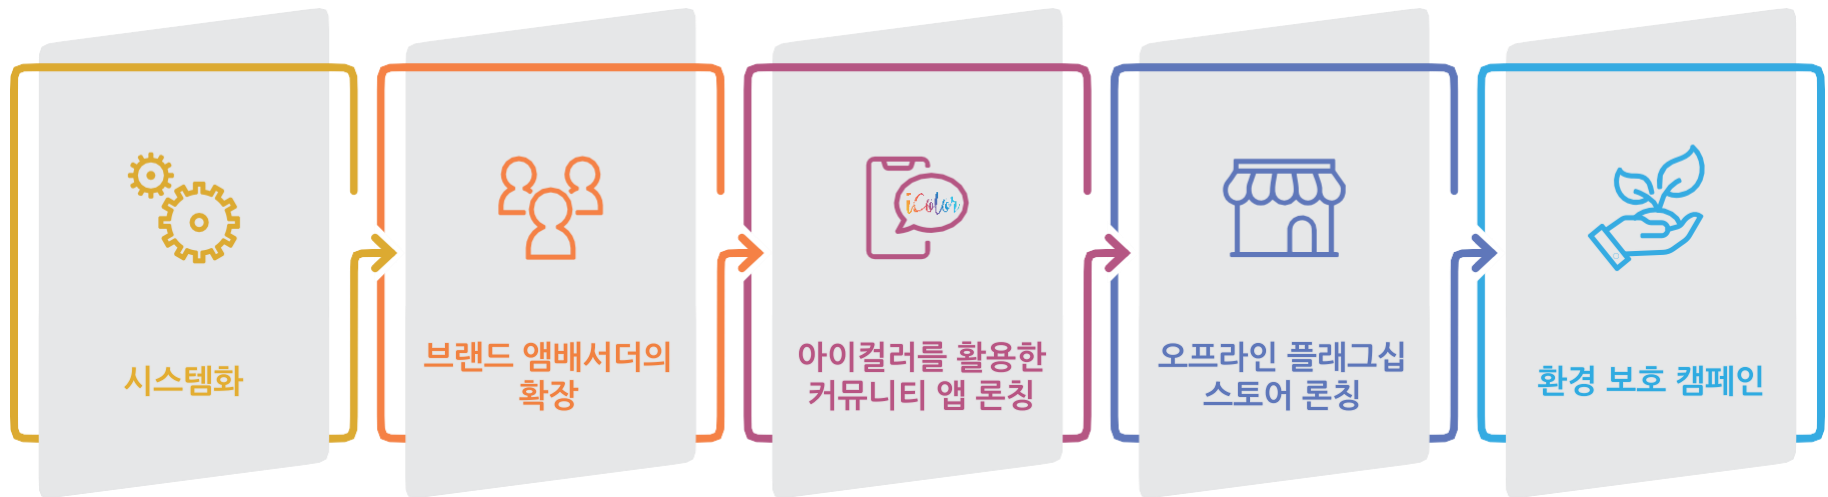 시스템화
브랜드 앰배서더의
확장
iColor
아이컬러를 활용한
커뮤니티 앱 론칭
오프라인 플래그십
스토어 론칭
환경 보호 캠페인